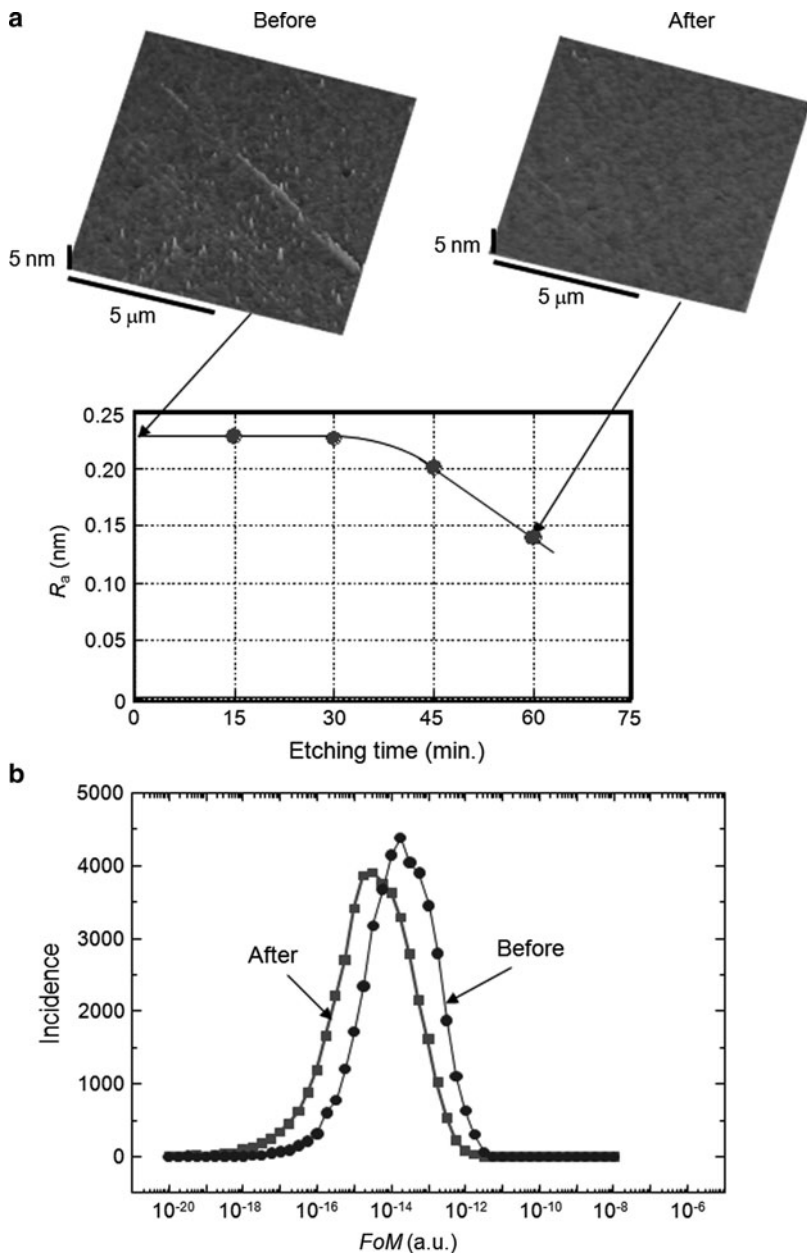 a
Before
After
5 nm
5 μm
5 nm
5 μm
0.25
0.20
0.15
0.10
0.05
0
Rₐ (nm)
0 15 30 45 60 75
Etching time (min.)
b
5000
4000
3000
2000
1000
0
Incidence
After
Before
10⁻²⁰ 10⁻¹⁸ 10⁻¹⁶ 10⁻¹⁴ 10⁻¹² 10⁻¹⁰ 10⁻⁸ 10⁻⁶
FoM (a.u.)